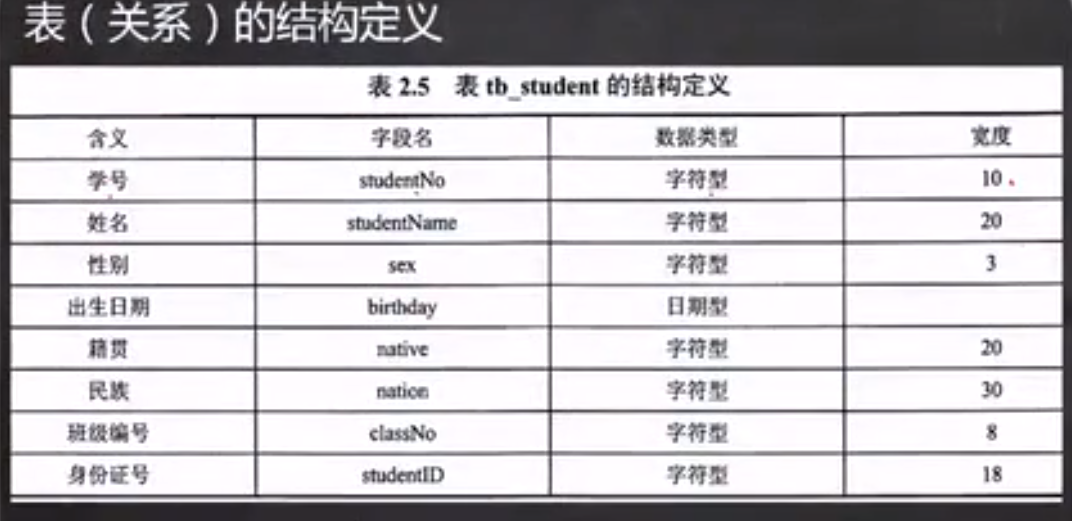 表（关系）的结构定义
表 2.5 表 tb_student 的结构定义
含义 字段名 数据类型 宽度
学号 studentNo 字符型 10
姓名 studentName 字符型 20
性别 sex 字符型 3
出生日期 birthday 日期型
籍贯 native 字符型 20
民族 nation 字符型 30
班级编号 classNo 字符型 8
身份证号 studentID 字符型 18